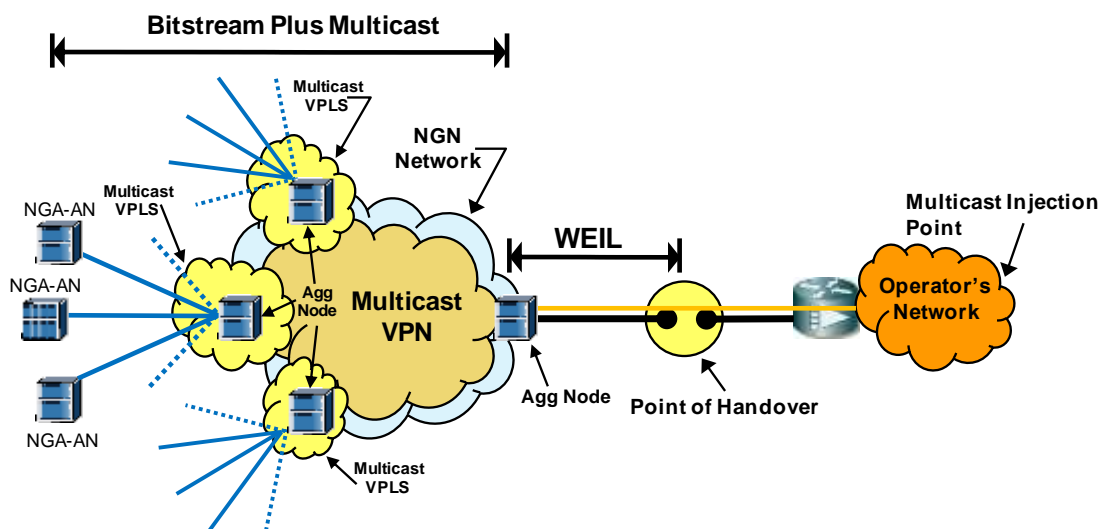 Bitstream Plus Multicast
Multicast
VPLS
NGN
Network
Multicast
VPLS
NGA-AN
Multicast Injection
Point
WEIL
NGA-AN
Agg
Node
Multicast
VPN
Operator's
Network
Agg Node
Point of Handover
NGA-AN
Multicast
VPLS